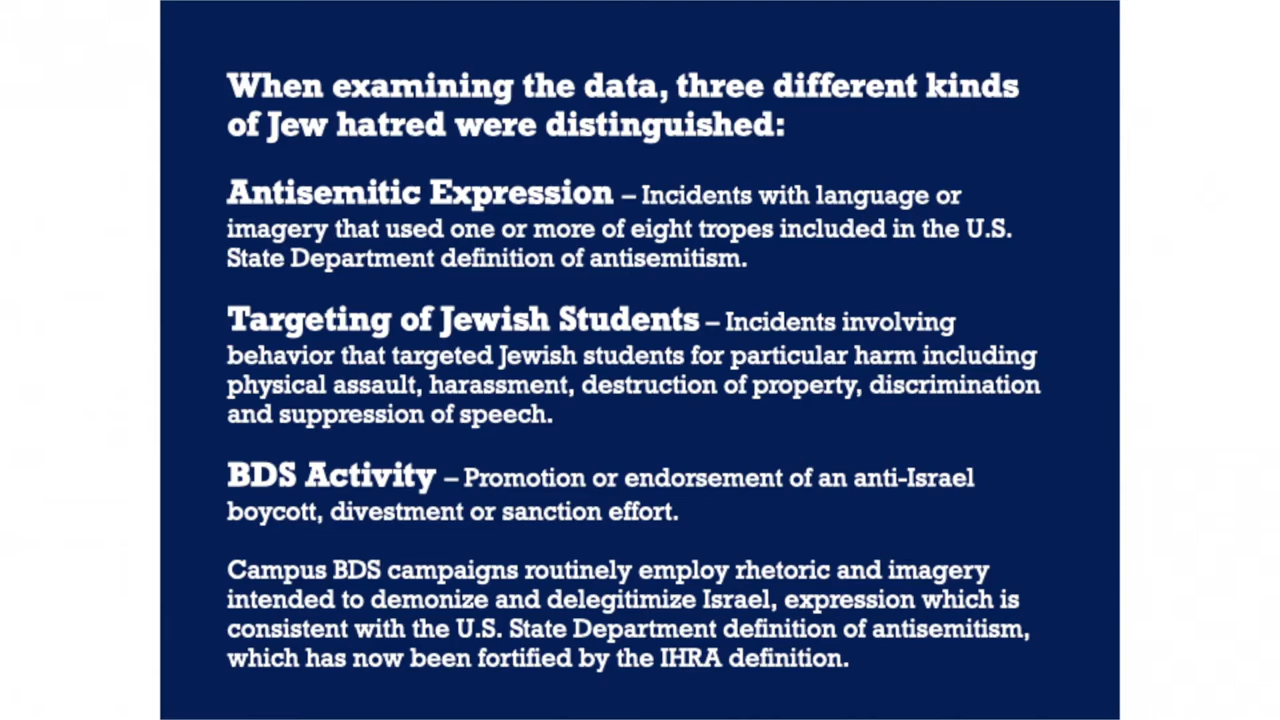 When examining the data, three different kinds
of Jew hatred were distinguished:
Antisemitic Expression – Incidents with language or
imagery that used one or more of eight tropes included in the U.S.
State Department definition of antisemitism.
Targeting of Jewish Students – Incidents involving
behavior that targeted Jewish students for particular harm including
physical assault, harassment, destruction of property, discrimination
and suppression of speech.
BDS Activity – Promotion or endorsement of an anti-Israel
boycott, divestment or sanction effort.
Campus BDS campaigns routinely employ rhetoric and imagery
intended to demonize and delegitimize Israel, expression which is
consistent with the U.S. State Department definition of antisemitism,
which has now been fortified by the IHRA definition.